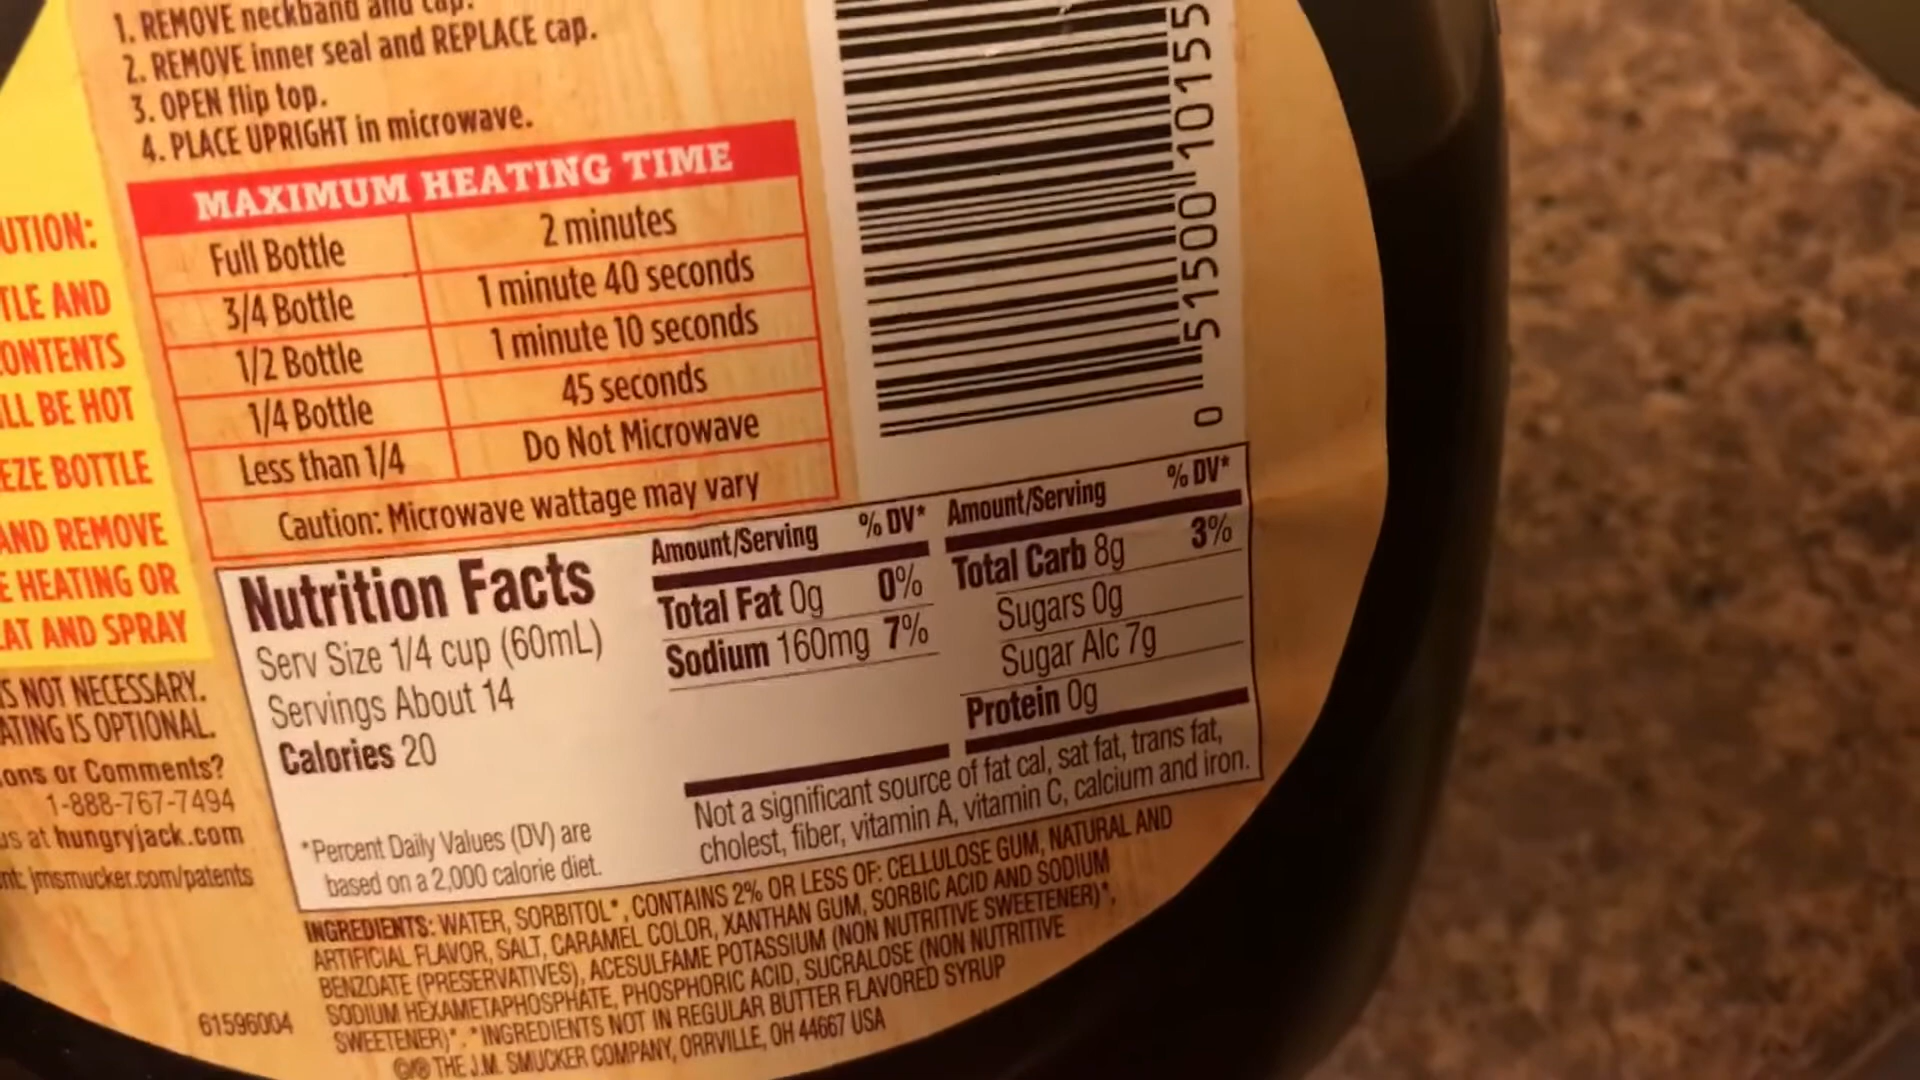 1. REMOVE neckband and cap.
2. REMOVE inner seal and REPLACE cap.
3. OPEN flip top.
4. PLACE UPRIGHT in microwave.
MAXIMUM HEATING TIME
Full Bottle 2 minutes
3/4 Bottle 1 minute 40 seconds
1/2 Bottle 1 minute 10 seconds
1/4 Bottle 45 seconds
Less than 1/4 Do Not Microwave
Caution: Microwave wattage may vary
UTION:
TLE AND
ONTENTS
LL BE HOT
EZE BOTTLE
AND REMOVE
E HEATING OR
EAT AND SPRAY
IS NOT NECESSARY.
ATING IS OPTIONAL.
ons or Comments?
1-888-767-7494
us at hungryjack.com
nt: jmsmucker.com/patents
61596004
0 51500 10155
Nutrition Facts
Serv Size 1/4 cup (60mL)
Servings About 14
Calories 20
*Percent Daily Values (DV) are
based on a 2,000 calorie diet.
Amount/Serving % DV*
Total Fat 0g 0%
Sodium 160mg 7%
Amount/Serving % DV*
Total Carb 8g 3%
Sugars 0g
Sugar Alc 7g
Protein 0g
Not a significant source of fat cal, sat fat, trans fat,
cholest, fiber, vitamin A, vitamin C, calcium and iron.
INGREDIENTS: WATER, SORBITOL*, CONTAINS 2% OR LESS OF: CELLULOSE GUM, NATURAL AND
ARTIFICIAL FLAVOR, SALT, CARAMEL COLOR, XANTHAN GUM, SORBIC ACID AND SODIUM
BENZOATE (PRESERVATIVES), ACESULFAME POTASSIUM (NON NUTRITIVE SWEETENER)*,
SODIUM HEXAMETAPHOSPHATE, PHOSPHORIC ACID, SUCRALOSE (NON NUTRITIVE
SWEETENER)*. *INGREDIENTS NOT IN REGULAR BUTTER FLAVORED SYRUP
©/® THE J.M. SMUCKER COMPANY, ORRVILLE, OH 44667 USA